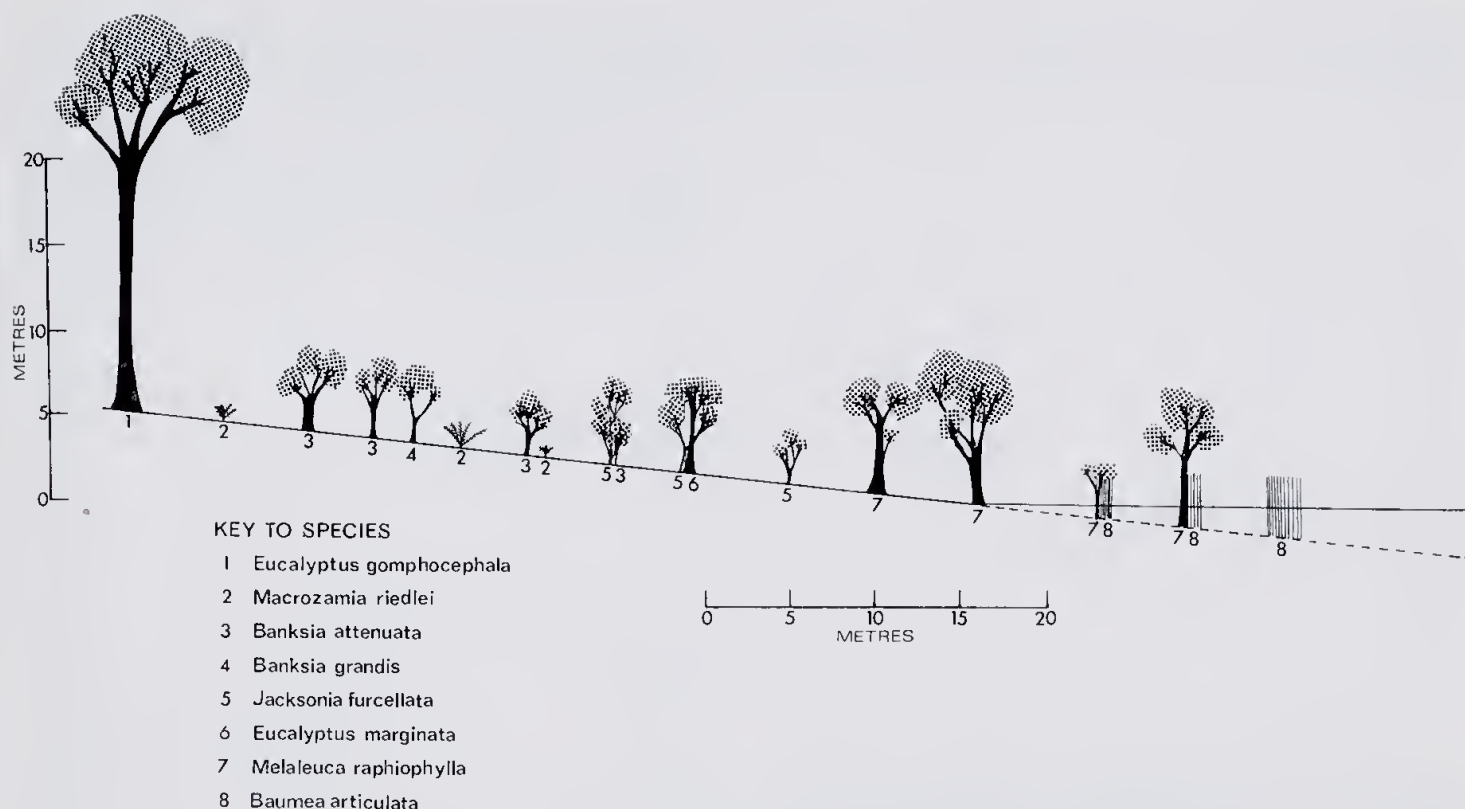 20
15
10
5
0
METRES
1
2
3
3
4
2
3 2
5 3
5 6
5
7
7
7 8
7 8
8
KEY TO SPECIES
1 Eucalyptus gomphocephala
2 Macrozamia riedlei
3 Banksia attenuata
4 Banksia grandis
5 Jacksonia furcellata
6 Eucalyptus marginata
7 Melaleuca raphiophylla
8 Baumea articulata
0 5 10 15 20
METRES